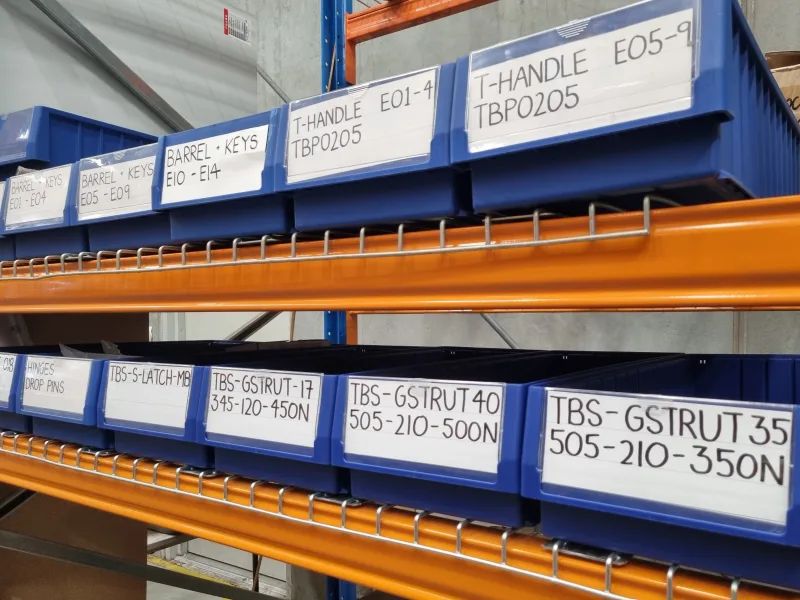 BARREL + KEYS
E01 - E04
BARREL + KEYS
E05 - E09
BARREL + KEYS
E10 - E14
T-HANDLE E01-4
TBP0205
T-HANDLE E05-9
TBP0205
HINGES
DROP PINS
TBS-S-LATCH-MB
TBS-GSTRUT-17
345-120-450N
TBS-GSTRUT40
505-210-500N
TBS-GSTRUT35
505-210-350N